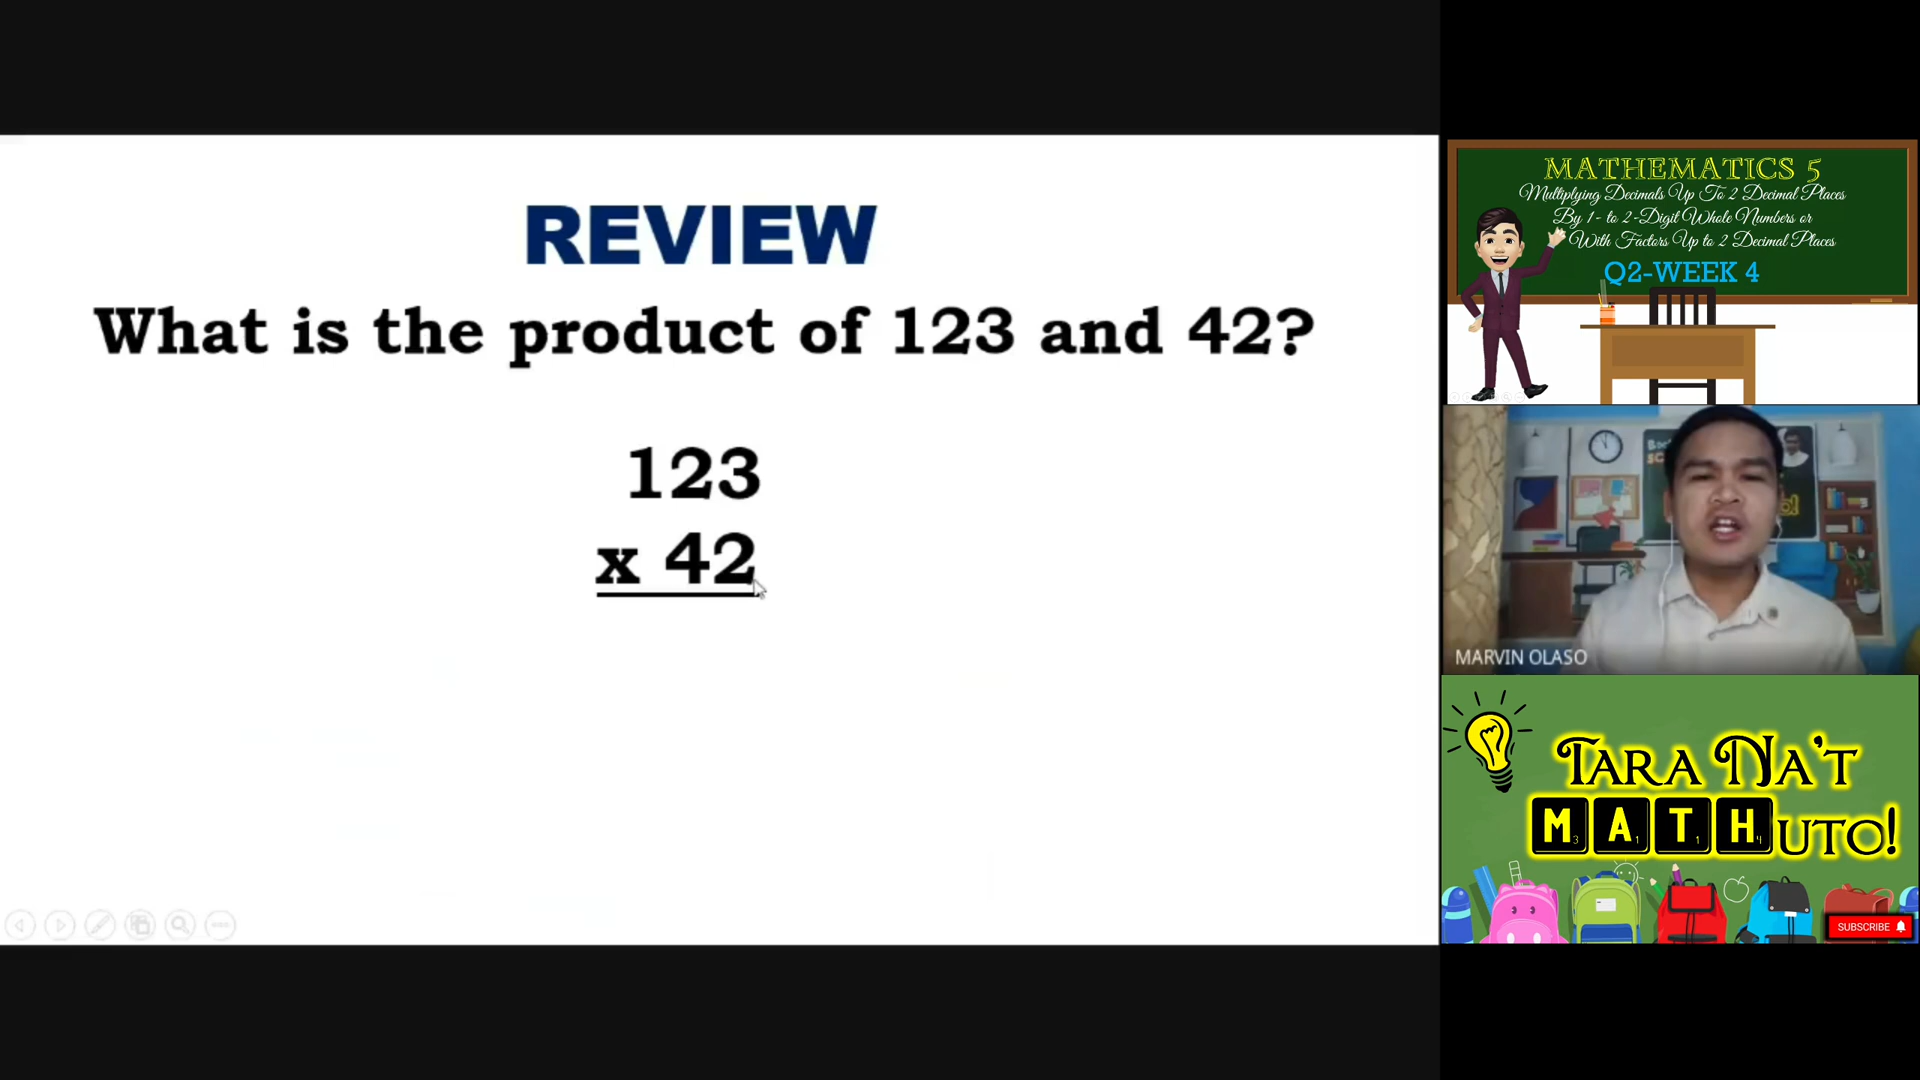 REVIEW
What is the product of 123 and 42?
123
x 42
MATHEMATICS 5
Multiplying Decimals Up To 2 Decimal Places
By 1- to 2-Digit Whole Numbers or
With Factors Up to 2 Decimal Places
Q2-WEEK 4
MARVIN OLASO
TARA NA'T
MATHUTO!
SUBSCRIBE